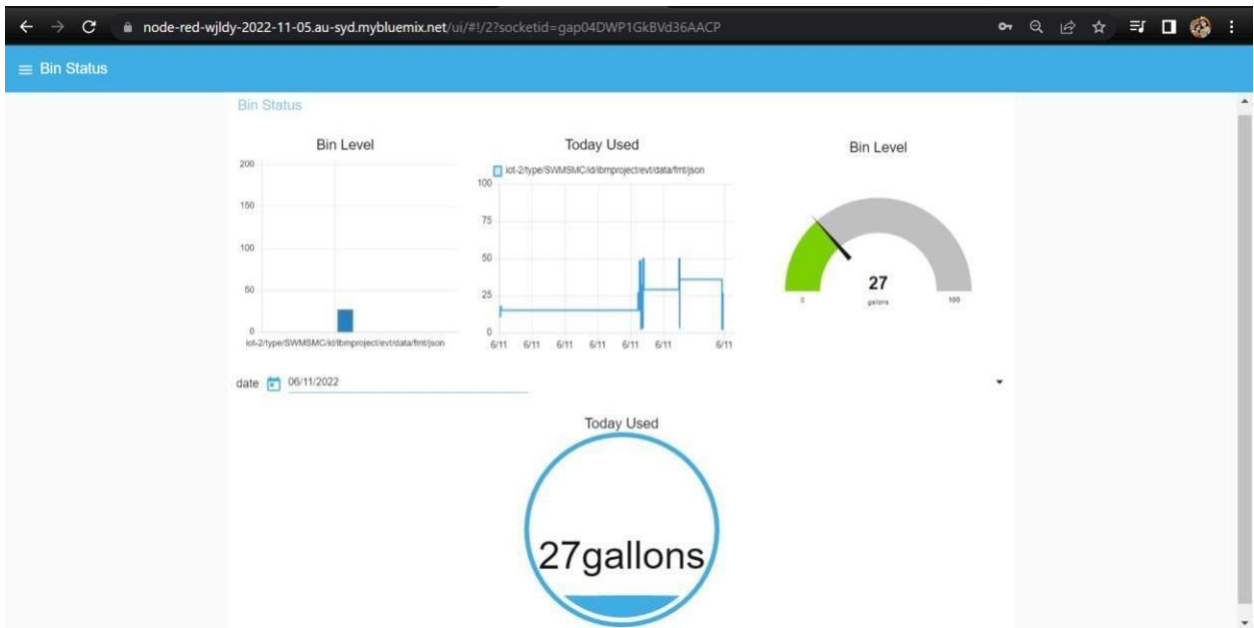 node-red-wjldy-2022-11-05.au-syd.mybluemix.net/ui/#!/2?socketid=gap04DWP1GkBVd36AACP
Bin Status
Bin Status
Bin Level
200
150
100
50
0
iot-2/type/SWMSMC/id/ibmproject/evt/data/fmt/json
Today Used
iot-2/type/SWMSMC/id/ibmproject/evt/data/fmt/json
100
75
50
25
0
6/11 6/11 6/11 6/11 6/11 6/11 6/11
Bin Level
27
gallons
0 100
date 06/11/2022
Today Used
27gallons